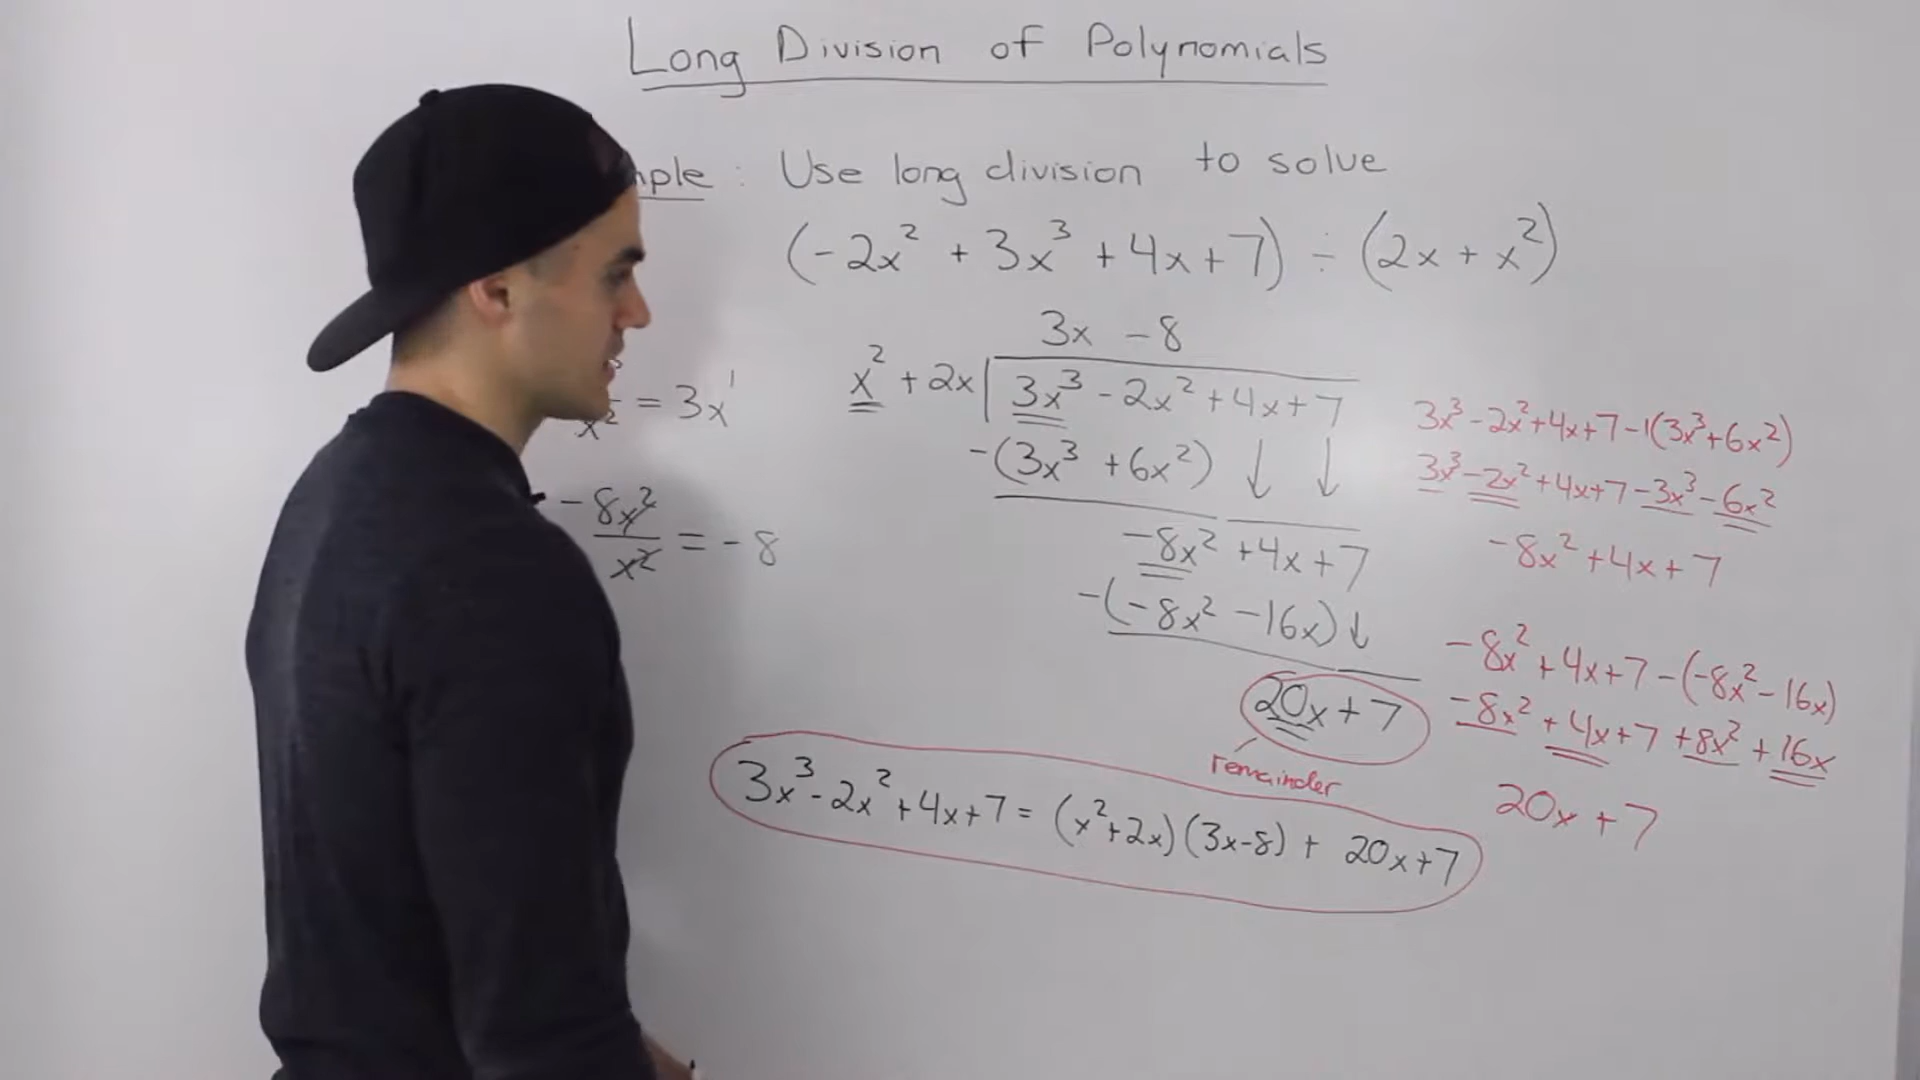 Long Division of Polynomials
: Use long division to solve
(-2x² + 3x³ + 4x + 7) ÷ (2x + x²)
3x - 8
x² + 2x | 3x³ - 2x² + 4x + 7
-(3x³ + 6x²) ↓ ↓
-8x² + 4x + 7
-(-8x² - 16x) ↓
20x + 7
remainder
3x³ - 2x² + 4x + 7 = (x² + 2x)(3x - 8) + 20x + 7
x² = 3x¹
-8x²/x² = -8
3x³ - 2x² + 4x + 7 - 1(3x³ + 6x²)
3x³ - 2x² + 4x + 7 - 3x³ - 6x²
-8x² + 4x + 7
-8x² + 4x + 7 - (-8x² - 16x)
-8x² + 4x + 7 + 8x² + 16x
20x + 7